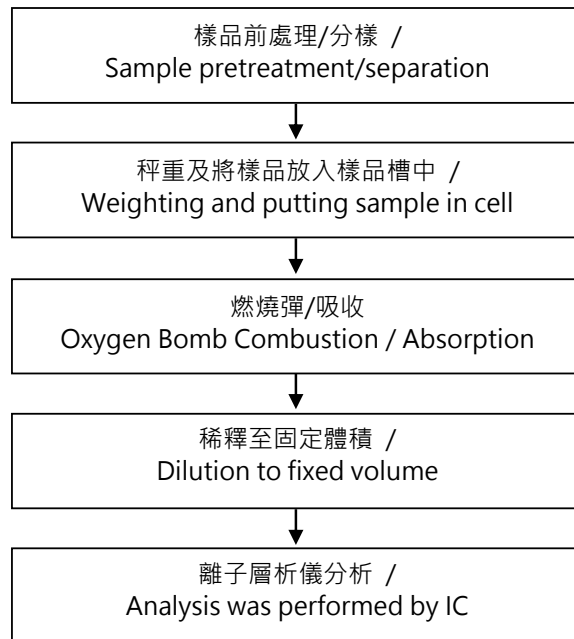 樣品前處理/分樣 /
Sample pretreatment/separation
秤重及將樣品放入樣品槽中 /
Weighting and putting sample in cell
燃燒彈/吸收
Oxygen Bomb Combustion / Absorption
稀釋至固定體積 /
Dilution to fixed volume
離子層析儀分析 /
Analysis was performed by IC